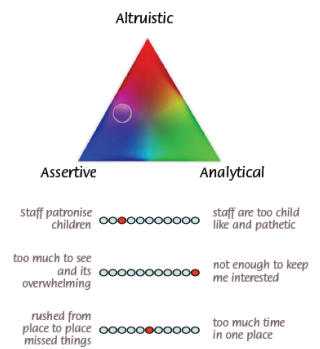 Altruistic
Assertive
Analytical
Staff patronise
children
staff are too child
like and pathetic
too much to see
and its
overwhelming
not enough to keep
me interested
rushed from
place to place
missed things
too much time
in one place